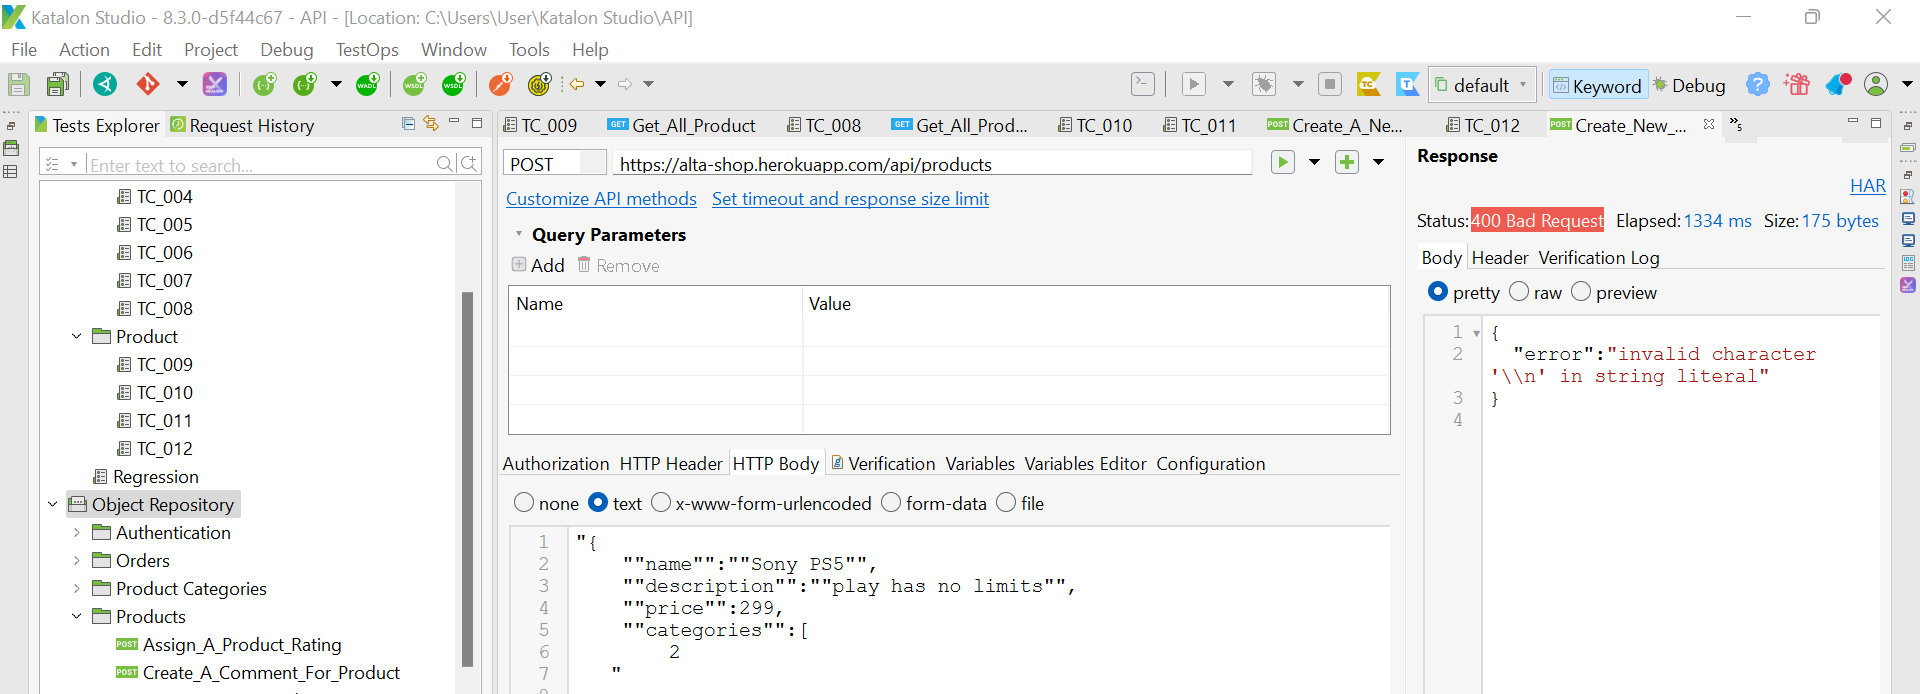 Katalon Studio - 8.3.0-d5f44c67 - API - [Location: C:\Users\User\Katalon Studio\API]
File Action Edit Project Debug TestOps Window Tools Help
default Keyword Debug
Tests Explorer Request History
Enter text to search...
TC_004
TC_005
TC_006
TC_007
TC_008
Product
TC_009
TC_010
TC_011
TC_012
Regression
Object Repository
Authentication
Orders
Product Categories
Products
POST Assign_A_Product_Rating
POST Create_A_Comment_For_Product
TC_009 GET Get_All_Product TC_008 GET Get_All_Prod... TC_010 TC_011 POST Create_A_Ne... TC_012 POST Create_New_... »5
POST https://alta-shop.herokuapp.com/api/products
Customize API methods Set timeout and response size limit
Query Parameters
Add Remove
Name Value
Authorization HTTP Header HTTP Body Verification Variables Variables Editor Configuration
none text x-www-form-urlencoded form-data file
1 "{
2 ""name"":""Sony PS5"",
3 ""description"":""play has no limits"",
4 ""price"":299,
5 ""categories"":[
6 2
7 "
Response
HAR
Status: 400 Bad Request Elapsed: 1334 ms Size: 175 bytes
Body Header Verification Log
pretty raw preview
1 {
2 "error":"invalid character
'\\n' in string literal"
3 }
4